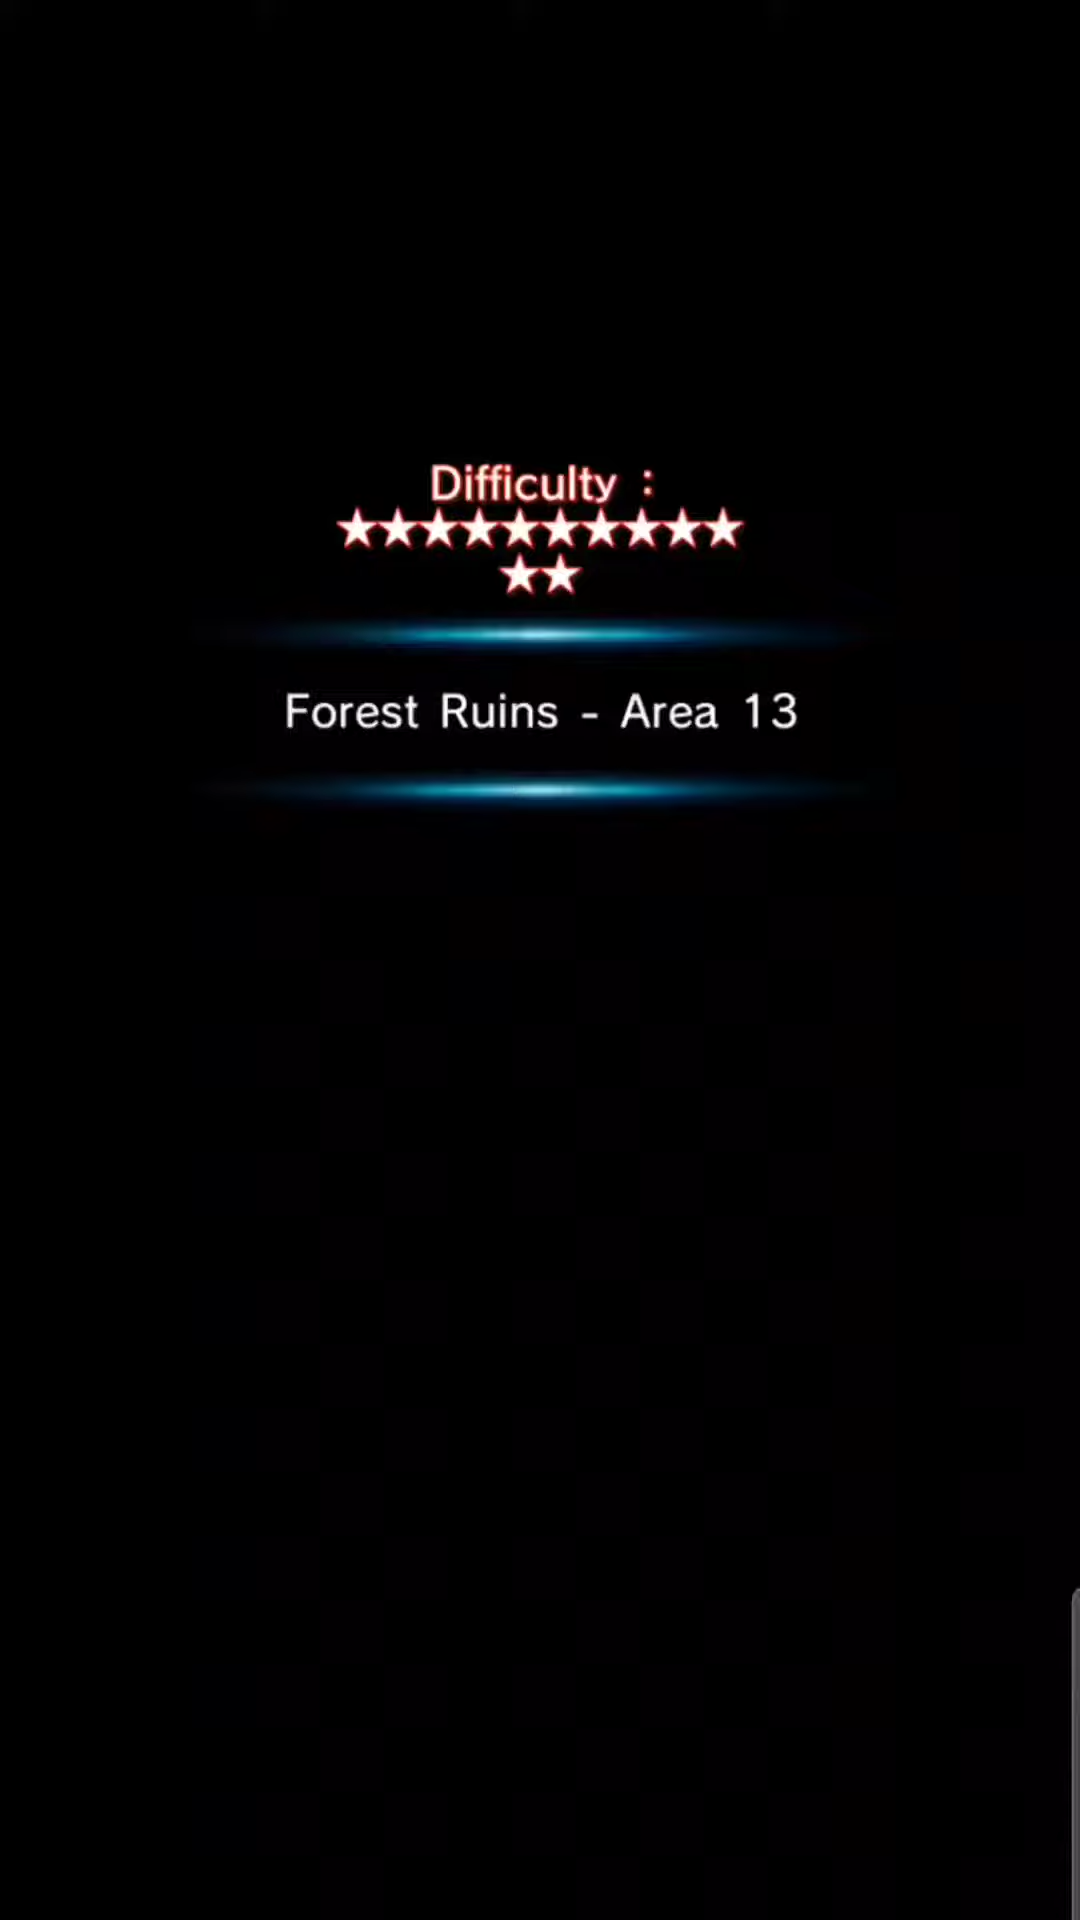 Difficulty :
★★★★★★★★★★
★★
Forest Ruins - Area 13